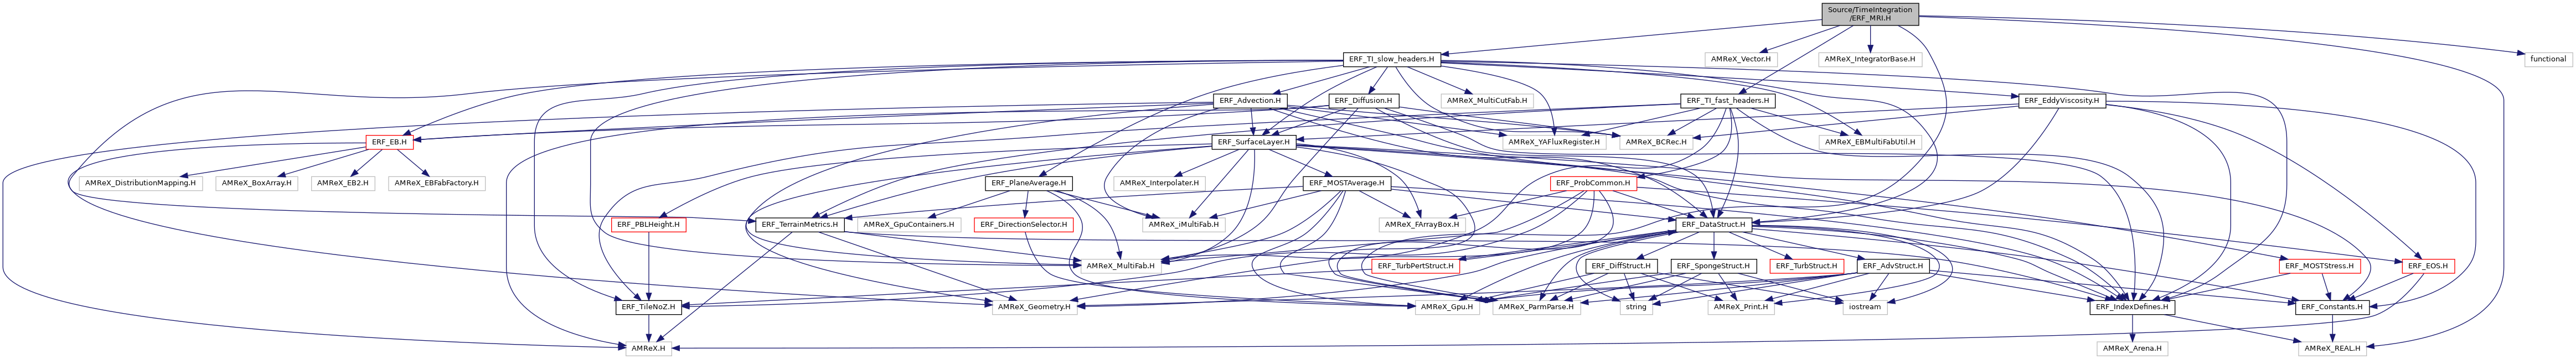 Source/TimeIntegration
/ERF_MRI.H
ERF_TI_slow_headers.H
AMReX_Vector.H
AMReX_IntegratorBase.H
functional
ERF_Advection.H
ERF_Diffusion.H
AMReX_MultiCutFab.H
ERF_TI_fast_headers.H
ERF_EddyViscosity.H
ERF_EB.H
ERF_SurfaceLayer.H
AMReX_YAFluxRegister.H
AMReX_BCRec.H
AMReX_EBMultiFabUtil.H
AMReX_DistributionMapping.H
AMReX_BoxArray.H
AMReX_EB2.H
AMReX_EBFabFactory.H
ERF_PlaneAverage.H
AMReX_Interpolater.H
ERF_MOSTAverage.H
ERF_ProbCommon.H
ERF_PBLHeight.H
ERF_TerrainMetrics.H
AMReX_GpuContainers.H
ERF_DirectionSelector.H
AMReX_iMultiFab.H
AMReX_FArrayBox.H
ERF_DataStruct.H
AMReX_MultiFab.H
ERF_TurbPertStruct.H
ERF_DiffStruct.H
ERF_SpongeStruct.H
ERF_TurbStruct.H
ERF_AdvStruct.H
ERF_MOSTStress.H
ERF_EOS.H
ERF_TileNoZ.H
AMReX_Geometry.H
AMReX_Gpu.H
AMReX_ParmParse.H
string
AMReX_Print.H
iostream
ERF_IndexDefines.H
ERF_Constants.H
AMReX.H
AMReX_Arena.H
AMReX_REAL.H